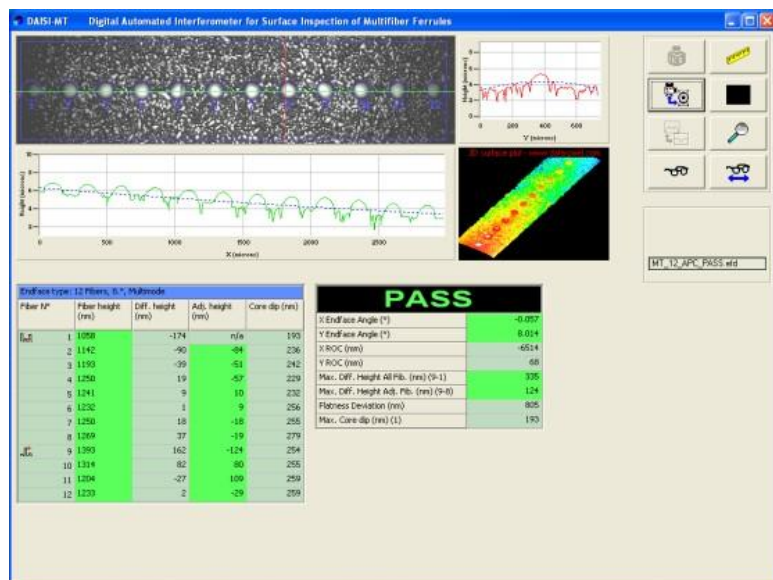 DAISI-MT Digital Automated Interferometer for Surface Inspection of Multifiber Ferrules
Height (microns)
Y (microns)
Height (microns)
X (microns)
MT_12_APC_PASS.wfd
Endface type: 12 Fibers, 8.°, Multimode
Fiber N° Fiber height (nm) Diff. height (nm) Adj. height (nm) Core dip (nm)
1 1058 -174 n/a 193
2 1142 -90 -84 236
3 1193 -39 -51 242
4 1250 19 -57 229
5 1241 9 10 232
6 1232 1 9 256
7 1250 18 -18 255
8 1269 37 -19 279
9 1393 162 -124 254
10 1314 82 80 255
11 1204 -27 109 259
12 1233 2 -29 259
PASS
X Endface Angle (°) -0.057
Y Endface Angle (°) 8.014
X ROC (mm) -6514
Y ROC (mm) 68
Max. Diff. Height All Fib. (nm) (9-1) 335
Max. Diff. Height Adj. Fib. (nm) (9-8) 124
Flatness Deviation (nm) 805
Max. Core dip (nm) (1) 193